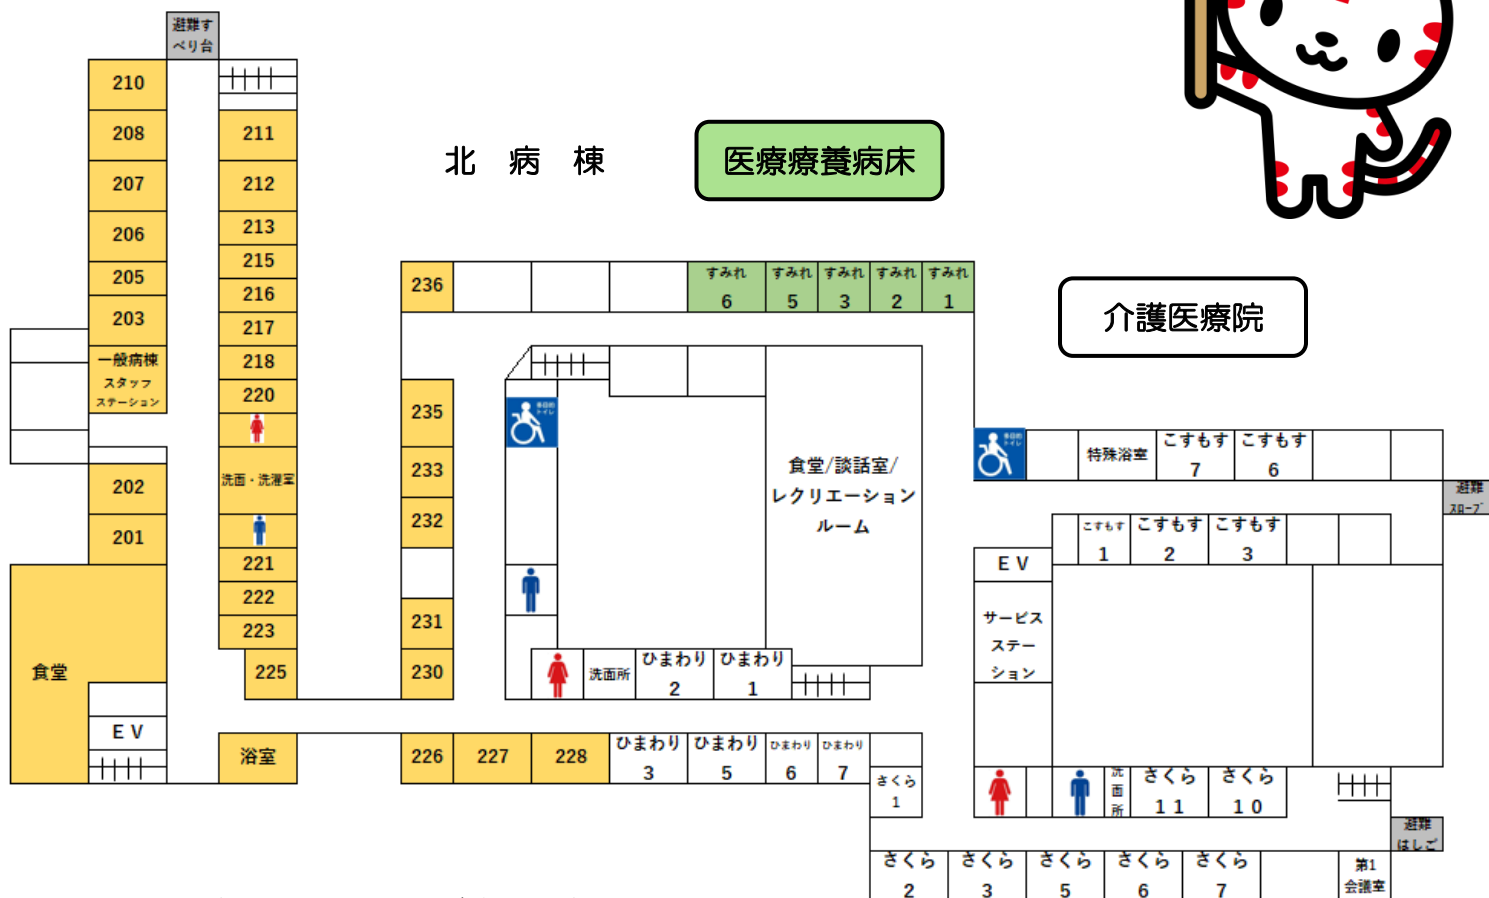 避難す
べり台
210
208
207
206
205
203
一般病棟
スタッフ
ステーション
202
201
食堂
EV
211
212
213
215
216
217
218
220
洗面・洗濯室
221
222
223
225
浴室
北病棟
医療療養病床
介護医療院
236
235
233
232
231
230
226
227
228
すみれ
6
すみれ
5
すみれ
3
すみれ
2
すみれ
1
多目的
トイレ
食堂/談話室/
レクリエーション
ルーム
洗面所
ひまわり
2
ひまわり
1
ひまわり
3
ひまわり
5
ひまわり
6
ひまわり
7
さくら
1
多目的
トイレ
特殊浴室
こすもす
7
こすもす
6
避難
スロープ
こすもす
1
こすもす
2
こすもす
3
EV
サービス
ステー
ション
洗
面
所
さくら
11
さくら
10
避難
はしご
さくら
2
さくら
3
さくら
5
さくら
6
さくら
7
第1
会議室